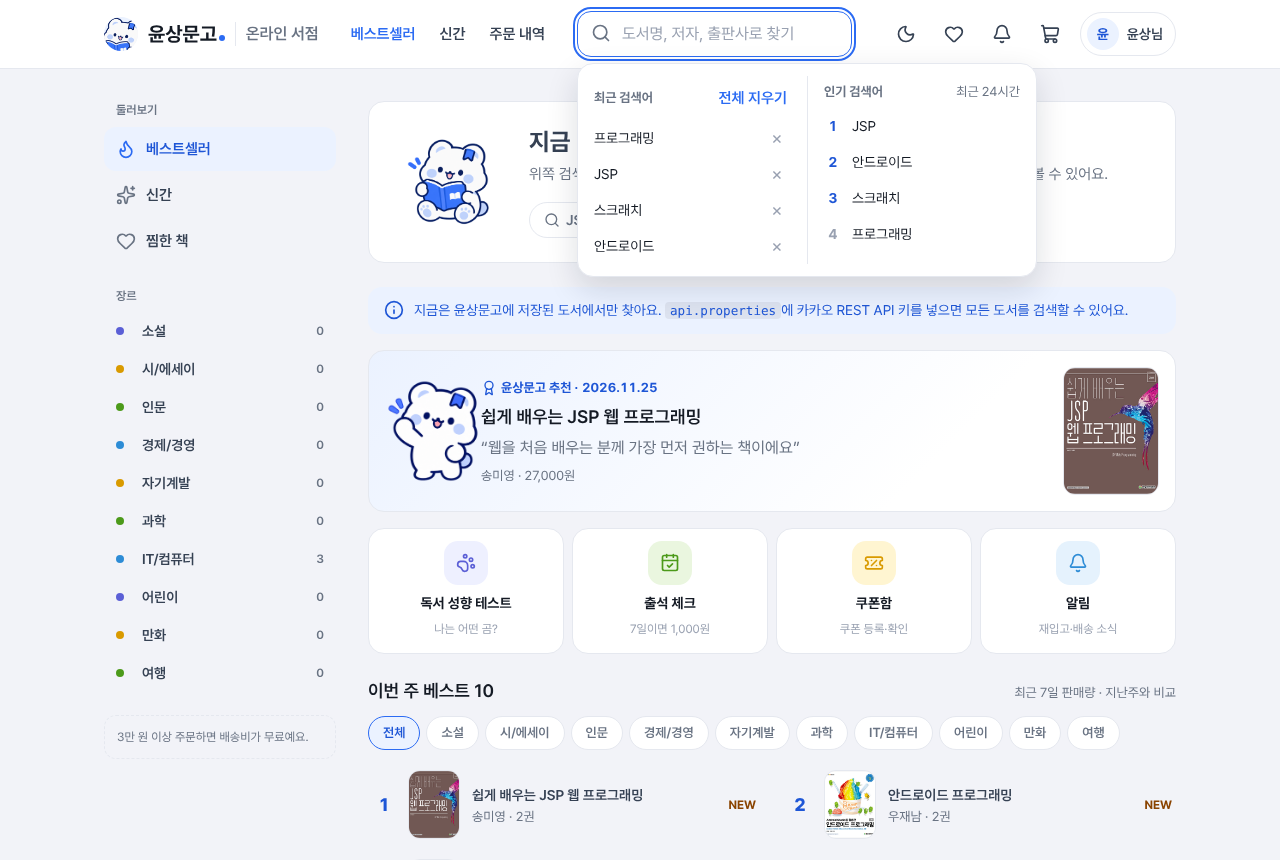 윤상문고 온라인 서점 베스트셀러 신간 주문 내역 도서명, 저자, 출판사로 찾기 윤 윤상님
둘러보기
베스트셀러
신간
찜한 책
장르
소설 0
시/에세이 0
인문 0
경제/경영 0
자기계발 0
과학 0
IT/컴퓨터 3
어린이 0
만화 0
여행 0
3만 원 이상 주문하면 배송비가 무료예요.
최근 검색어 전체 지우기
프로그래밍
JSP
스크래치
안드로이드
인기 검색어 최근 24시간
1 JSP
2 안드로이드
3 스크래치
4 프로그래밍
지금
위쪽 수 있어요.
지금은 윤상문고에 저장된 도서에서만 찾아요. api.properties에 카카오 REST API 키를 넣으면 모든 도서를 검색할 수 있어요.
윤상문고 추천 · 2026.11.25
쉽게 배우는 JSP 웹 프로그래밍
“웹을 처음 배우는 분께 가장 먼저 권하는 책이에요”
송미영 · 27,000원
쉽게 배우는
JSP
웹 프로그래밍
독서 성향 테스트
나는 어떤 곰?
출석 체크
7일이면 1,000원
쿠폰함
쿠폰 등록·확인
알림
재입고·배송 소식
이번 주 베스트 10 최근 7일 판매량 · 지난주와 비교
전체 소설 시/에세이 인문 경제/경영 자기계발 과학 IT/컴퓨터 어린이 만화 여행
1 쉽게 배우는 JSP 웹 프로그래밍 NEW
송미영 · 2권
2 안드로이드 프로그래밍 NEW
우재남 · 2권